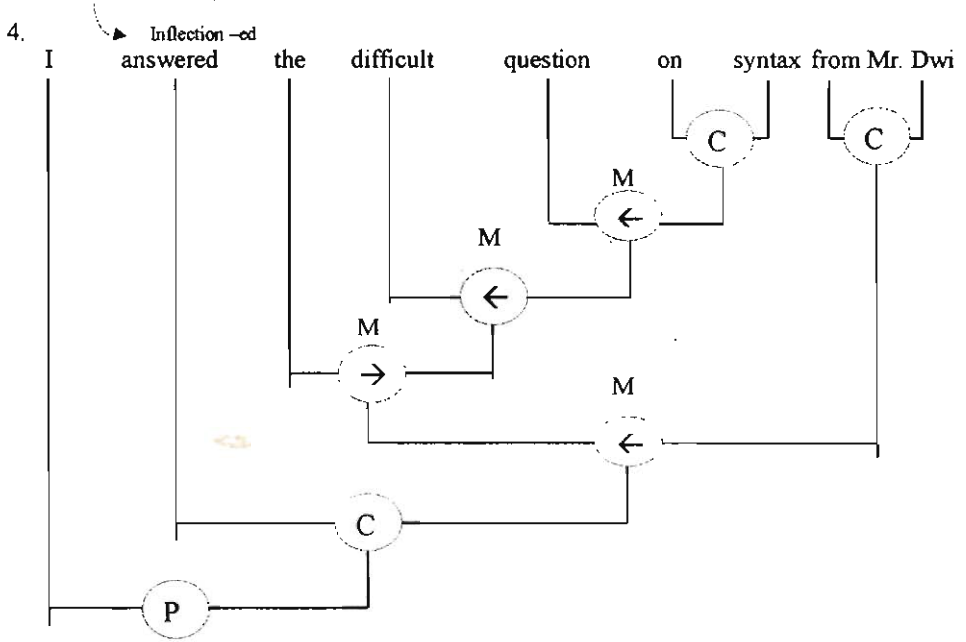 4.
Inflection –ed
I answered the difficult question on syntax from Mr. Dwi
C C
M
←
M
←
M
→
M
←
C
P